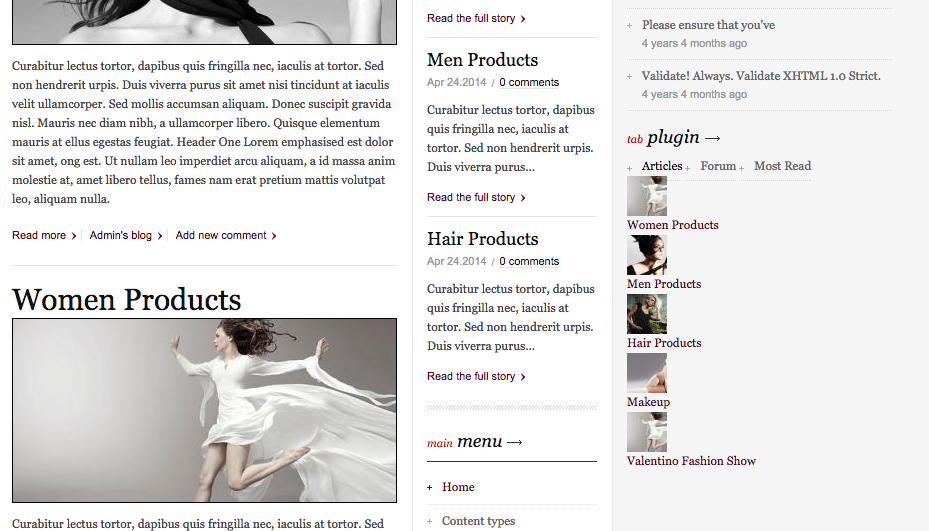 Curabitur lectus tortor, dapibus quis fringilla nec, iaculis at tortor. Sed
non hendrerit urpis. Duis viverra purus sit amet nisi tincidunt at iaculis
velit ullamcorper. Sed mollis accumsan aliquam. Donec suscipit gravida
nisl. Mauris nec diam nibh, a ullamcorper libero. Quisque elementum
mauris at ellus egestas feugiat. Header One Lorem emphasised est dolor
sit amet, ong est. Ut nullam leo imperdiet arcu aliquam, a id massa anim
molestie at, amet libero tellus, fames nam erat pretium mattis volutpat
leo, aliquam nulla.
Read more Admin's blog Add new comment
Women Products
Curabitur lectus tortor, dapibus quis fringilla nec, iaculis at tortor. Sed
Read the full story
Men Products
Apr 24.2014 / 0 comments
Curabitur lectus tortor, dapibus
quis fringilla nec, iaculis at
tortor. Sed non hendrerit urpis.
Duis viverra purus...
Read the full story
Hair Products
Apr 24.2014 / 0 comments
Curabitur lectus tortor, dapibus
quis fringilla nec, iaculis at
tortor. Sed non hendrerit urpis.
Duis viverra purus...
Read the full story
main menu
Home
Content types
Please ensure that you've
4 years 4 months ago
Validate! Always. Validate XHTML 1.0 Strict.
4 years 4 months ago
tab plugin
Articles Forum Most Read
Women Products
Men Products
Hair Products
Makeup
Valentino Fashion Show